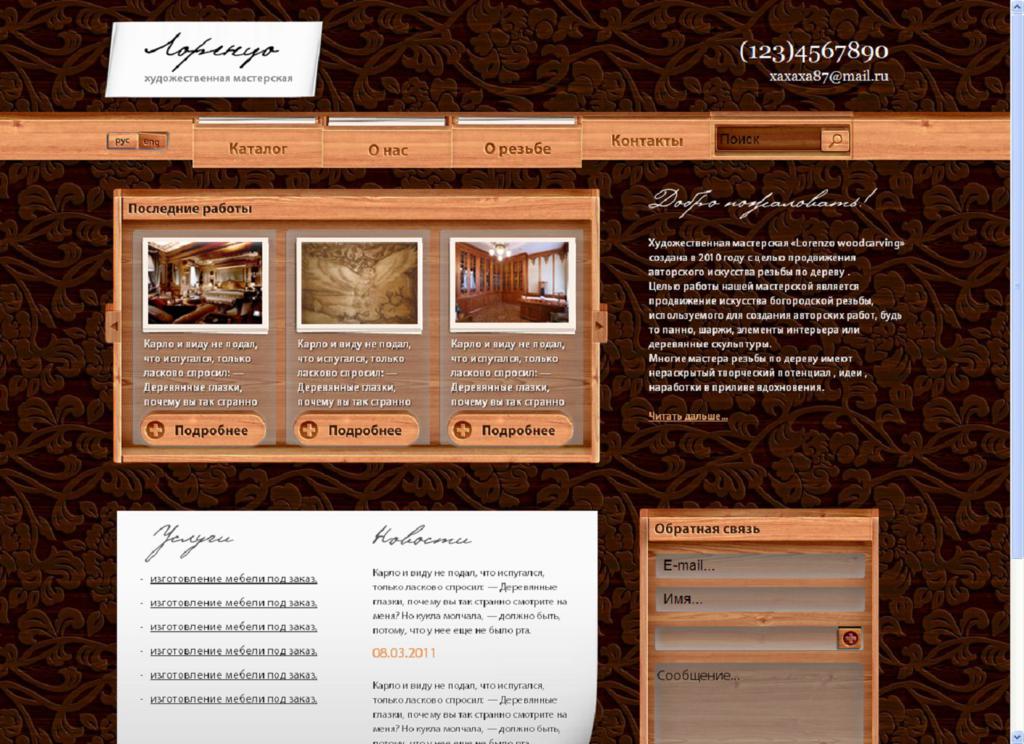 Лоренцо
художественная мастерская
(123)4567890
xaxaxa87@mail.ru
рус eng
Каталог
О нас
О резьбе
Контакты
Поиск
Последние работы
Карло и виду не подал,
что испугался, только
ласково спросил: —
Деревянные глазки,
почему вы так странно
Подробнее
Карло и виду не подал,
что испугался, только
ласково спросил: —
Деревянные глазки,
почему вы так странно
Подробнее
Карло и виду не подал,
что испугался, только
ласково спросил: —
Деревянные глазки,
почему вы так странно
Подробнее
Добро пожаловать!
Художественная мастерская «Lorenzo woodcarving»
создана в 2010 году с целью продвижения
авторского искусства резьбы по дереву .
Целью работы нашей мастерской является
продвижение искусства богородской резьбы,
используемого для создания авторских работ, будь
то панно, шаржи, элементы интерьера или
деревянные скульптуры.
Многие мастера резьбы по дереву имеют
нераскрытый творческий потенциал , идеи ,
наработки в приливе вдохновения.
Читать дальше...
Услуги
- изготовление мебели под заказ.
- изготовление мебели под заказ.
- изготовление мебели под заказ.
- изготовление мебели под заказ.
- изготовление мебели под заказ.
- изготовление мебели под заказ.
Новости
Карло и виду не подал, что испугался,
только ласково спросил: — Деревянные
глазки, почему вы так странно смотрите на
меня? Но кукла молчала, — должно быть,
потому, что у нее еще не было рта.
08.03.2011
Карло и виду не подал, что испугался,
только ласково спросил: — Деревянные
глазки, почему вы так странно смотрите на
меня? Но кукла молчала, — должно быть,
потому, что у нее еще не было рта.
Обратная связь
E-mail...
Имя...
Сообщение...